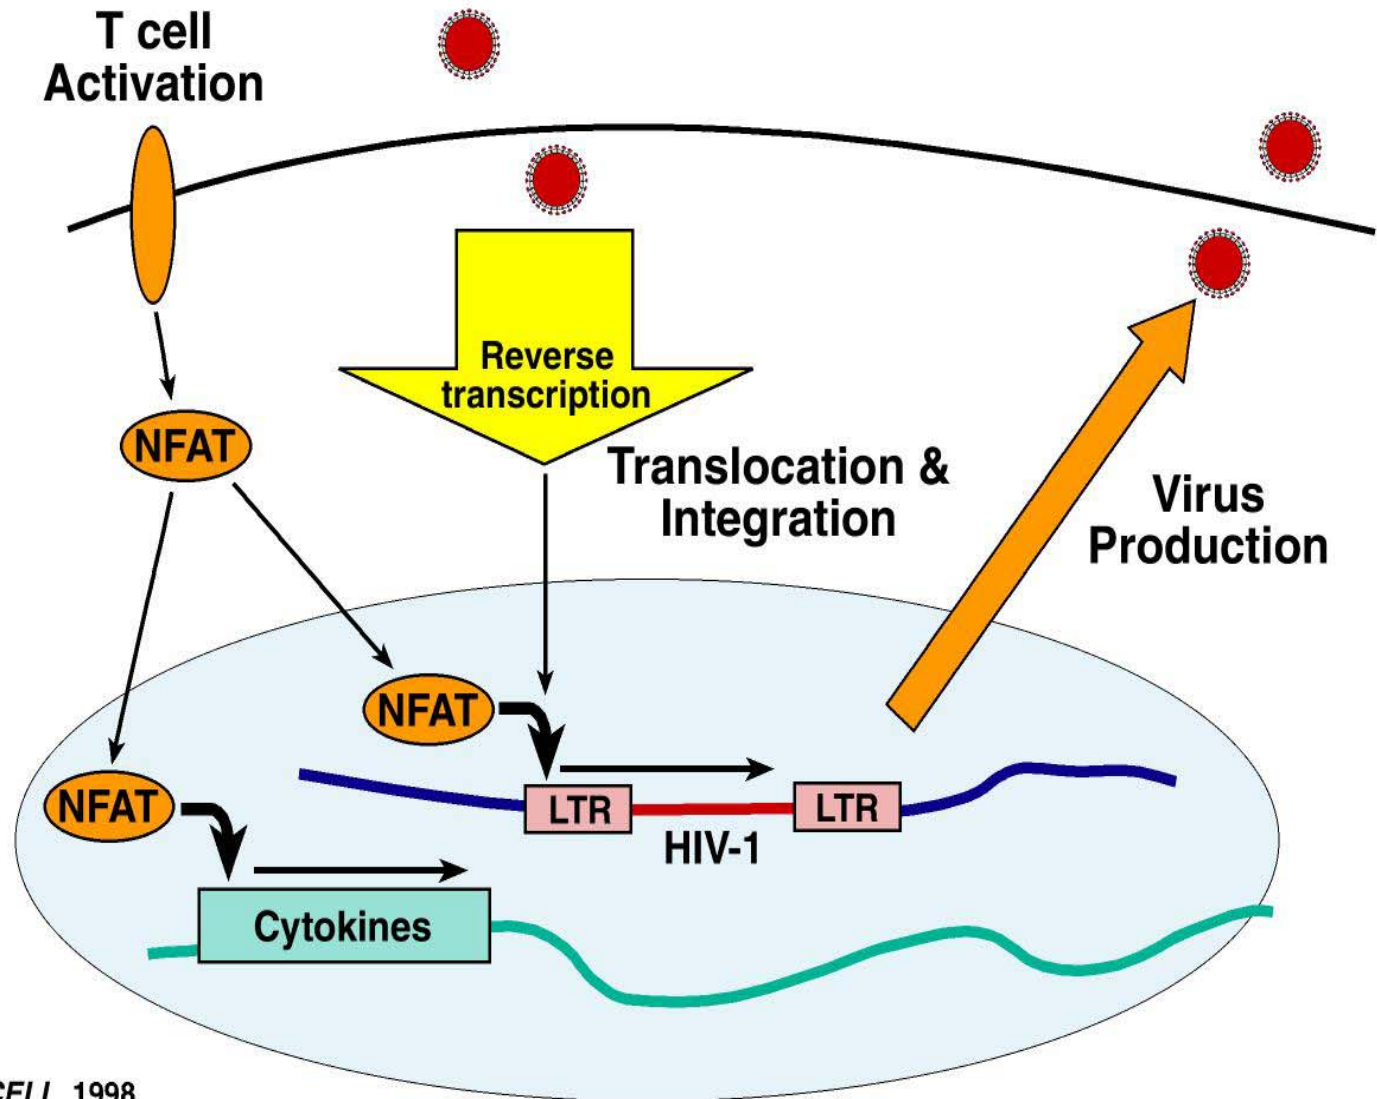 T cell
Activation
Reverse
transcription
NFAT
Translocation &
Integration
Virus
Production
NFAT
NFAT
LTR
LTR
HIV-1
Cytokines
CELL 1998